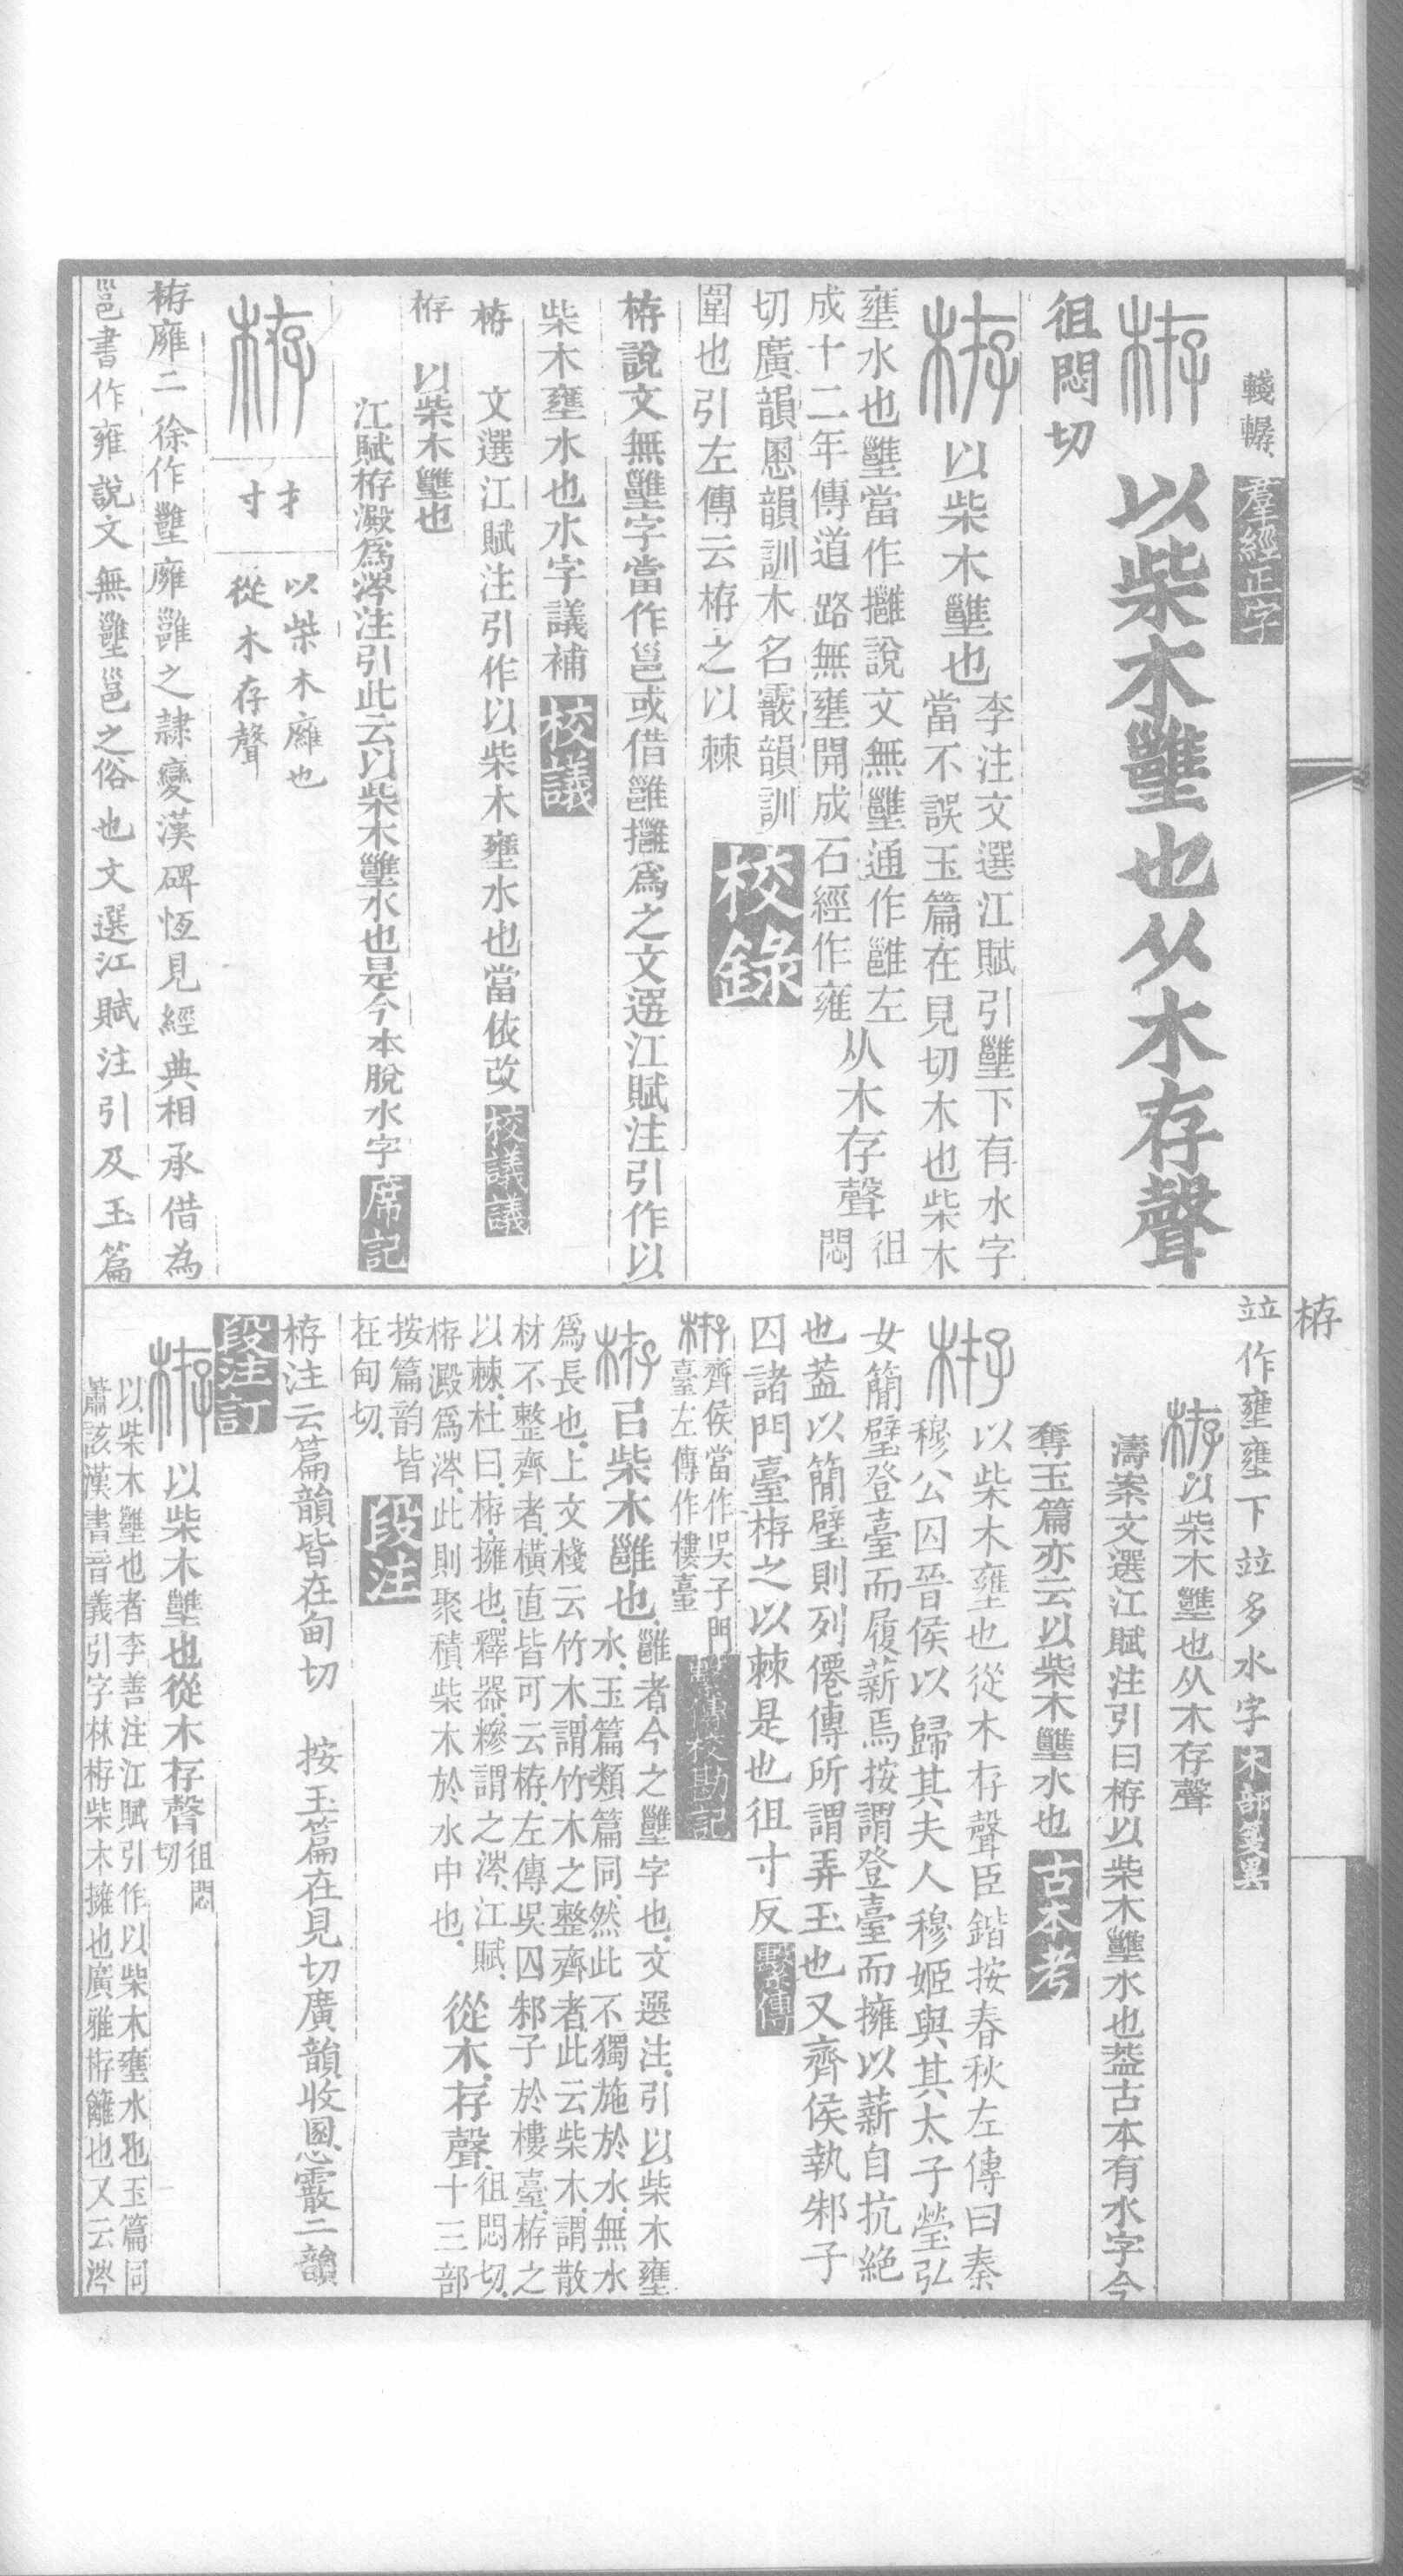 轏轏 羣經正字
栫 以柴木壅也从木存聲
徂悶切
栫 以柴木壅也 李注文選江賦引壅下有水字
當不誤玉篇在見切木也柴木
壅水也壅當作𢹬說文無壅通作邕隹左
成十二年傳道路無壅開成石經作雍 从木存聲 徂悶
切廣韻慁韻訓木名霰韻訓
圍也引左傳云栫之以棘 校錄
栫說文無壅字當作邕或借雝𢹬爲之文選江賦注引作以
柴木壅水也水字議補 校議
栫 文選江賦注引作以柴木壅水也當依改 校議議
栫 以柴木壅也
江賦栫澱爲涔注引此云以柴木壅水也是今本脫水字 席記
栫 才寸 以柴木廱也
從木存聲
栫廱二徐作壅廱雝之隷變漢碑恆見經典相承借為
邕書作雍說文無壅邕之俗也文選江賦注引及玉篇
竝作壅壅下竝多水字 木部箋異
栫 以柴木壅也从木存聲
濤案文選江賦注引曰栫以柴木壅水也葢古本有水字今
奪玉篇亦云以柴木壅水也 古本考
栫 以柴木壅也從木存聲臣鍇按春秋左傳曰秦
穆公囚晉侯以歸其夫人穆姬與其太子罃弘
女簡璧登臺而履薪焉按謂登臺而擁以薪自抗絕
也葢以簡璧則列僊傳所謂弄玉也又齊侯執邾子
囚諸門臺栫之以棘是也徂寸反 繫傳
栫 齊侯當作吳子門
臺左傳作樓臺 繫傳校勘記
栫 㠯柴木雝也 雝者今之壅字也文選注引以柴木壅
水玉篇類篇同然此不獨施於水無水
爲長也上文棧云竹木謂竹木之整齊者此云柴木謂散
材不整齊者橫直皆可云栫左傳吳囚邾子於樓臺栫之
以棘杜曰栫擁也釋器糝謂之涔江賦 從木存聲 徂悶切
栫澱爲涔此則聚積柴木於水中也 十三部
按篇韵皆
在甸切 段注
栫注云篇韻皆在甸切 按玉篇在見切廣韻收慁霰二韻
段注訂
栫 以柴木壅也從木存聲 徂悶切
以柴木壅也者李善注江賦引作以柴木壅水也玉篇同
蕭該漢書音義引字林栫柴木擁也廣雅栫籬也又云涔
栫